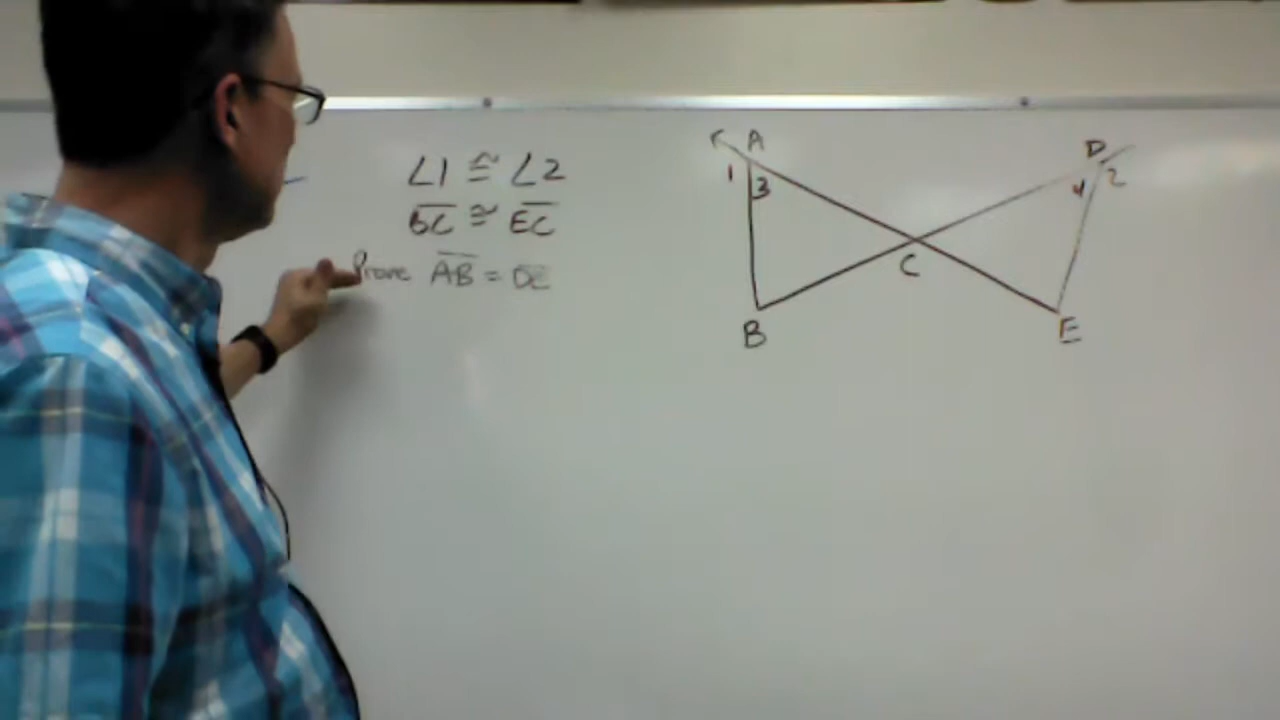 ∠1 ≅ ∠2
BC ≅ EC
Prove AB = DE
A
D
1
3
4
2
C
B
E